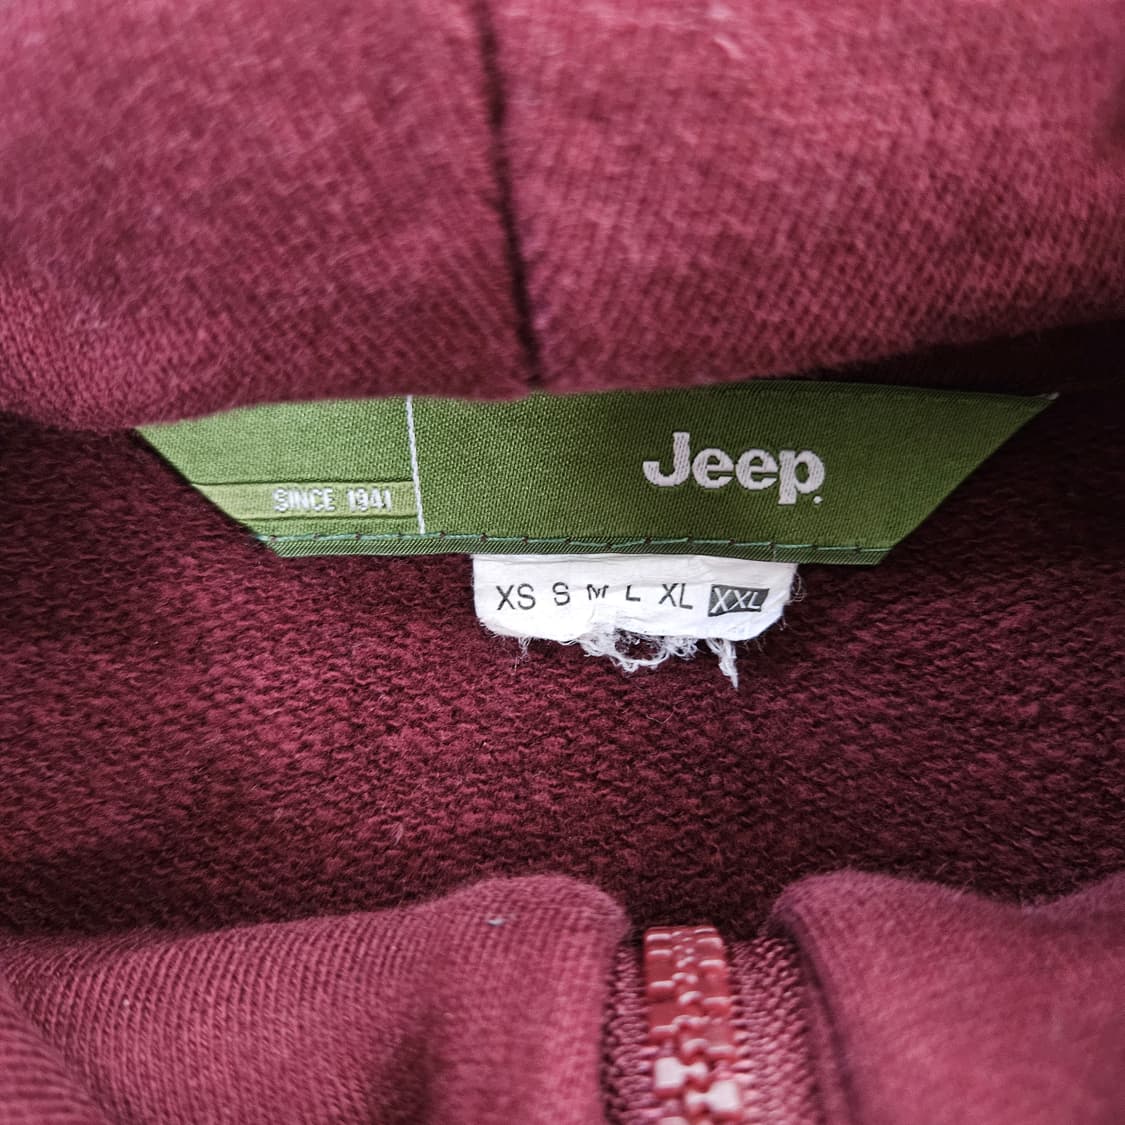 SINCE 1941
Jeep.
XS S M L XL XXL